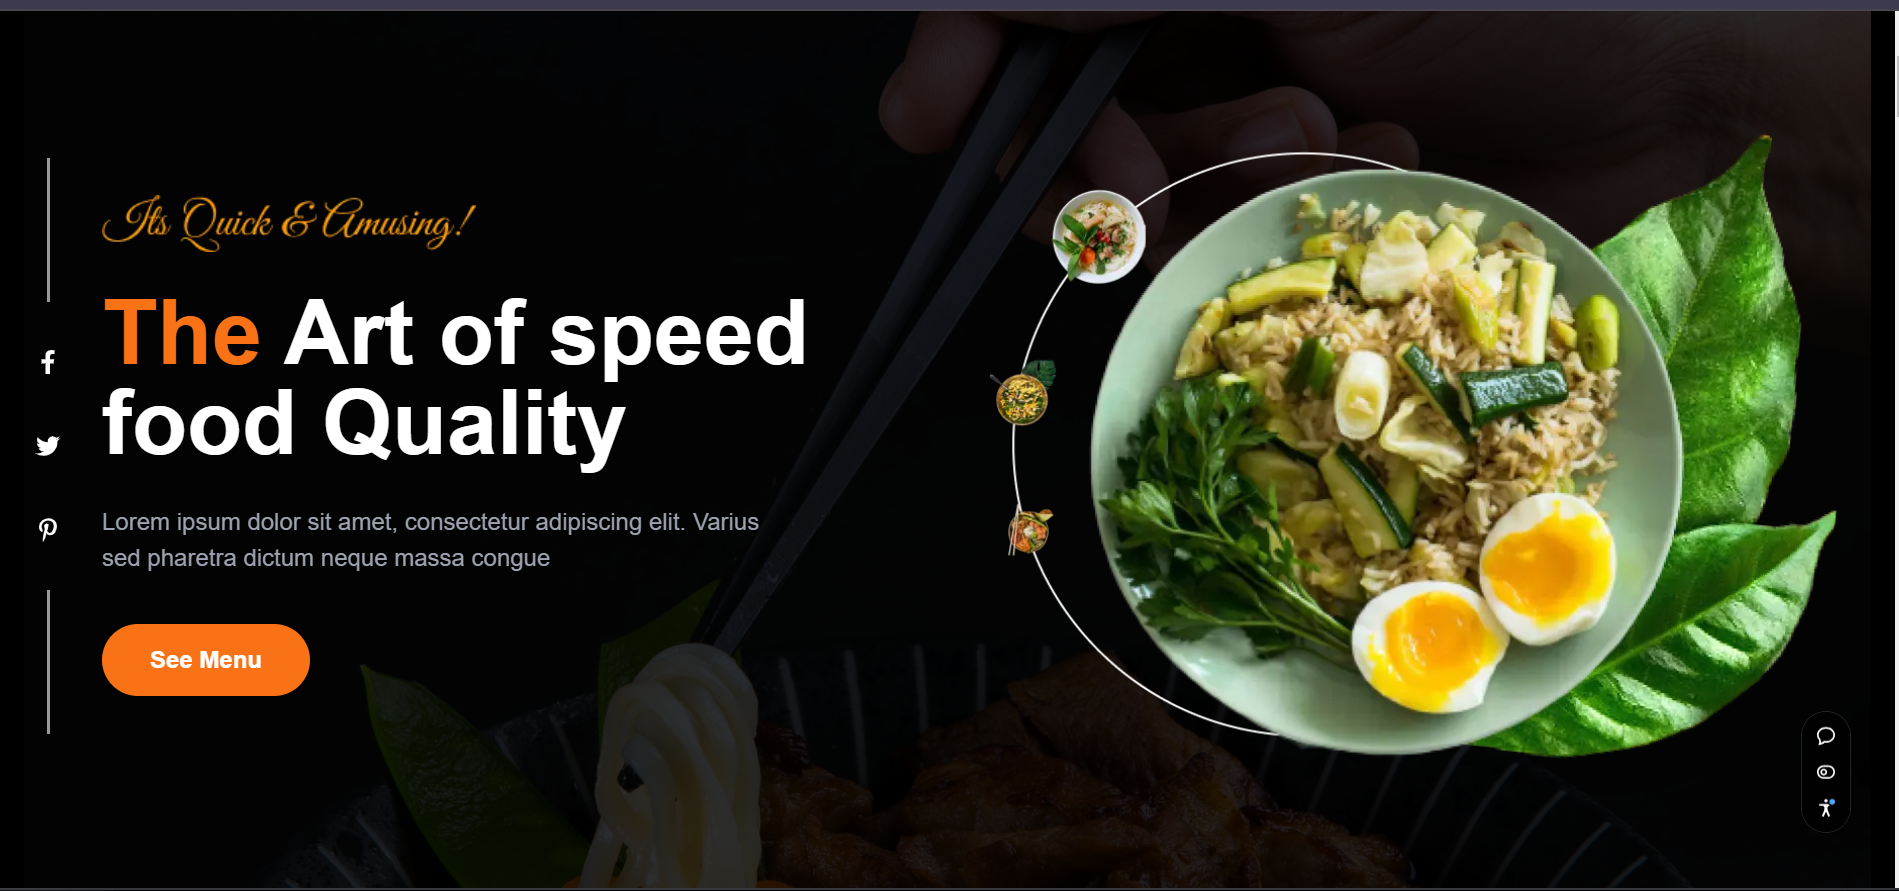 Its Quick & Amusing!
The Art of speed
food Quality
Lorem ipsum dolor sit amet, consectetur adipiscing elit. Varius
sed pharetra dictum neque massa congue
See Menu